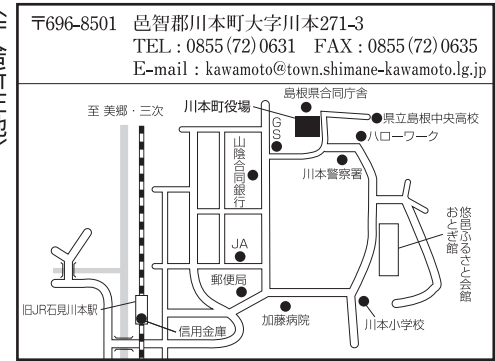 〒696-8501 邑智郡川本町大字川本271-3
TEL：0855(72)0631 FAX：0855(72)0635
E-mail：kawamoto@town.shimane-kawamoto.lg.jp
島根県合同庁舎
至 美郷・三次
川本町役場
県立島根中央高校
GS
ハローワーク
山陰合同銀行
川本警察署
悠邑ふるさと会館
おとぎ館
JA
郵便局
旧JR石見川本駅
信用金庫
加藤病院
川本小学校